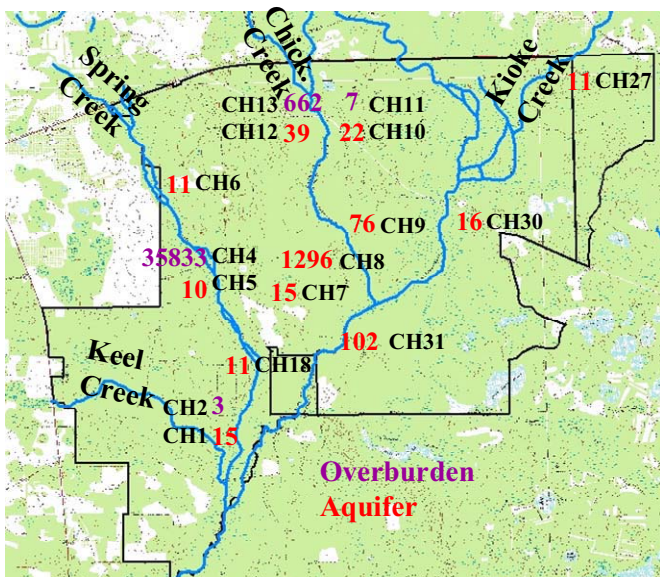 Spring
Creek
Chick.
Creek
Kioke
Creek
11 CH27
CH13 662
7 CH11
CH12 39
22 CH10
11 CH6
76 CH9
16 CH30
35833 CH4
1296 CH8
10 CH5
15 CH7
102 CH31
Keel
Creek
11 CH18
CH2 3
CH1 15
Overburden
Aquifer